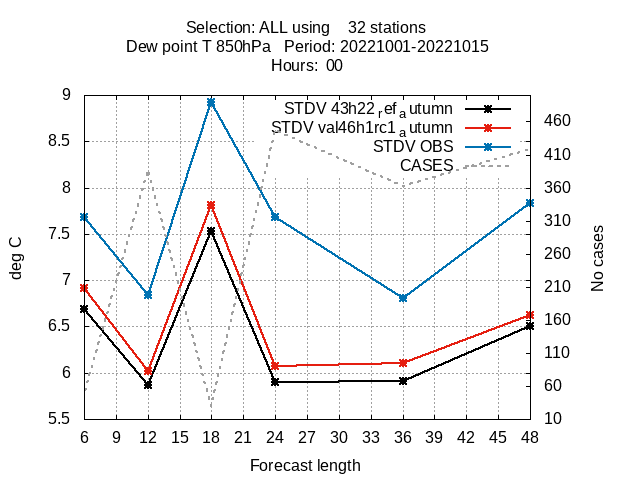 Selection: ALL using    32 stations
Dew point T 850hPa   Period: 20221001-20221015
Hours:  00
STDV 43h22 ref autumn
STDV val46h1rc1 autumn
STDV OBS
CASES
9
8.5
8
7.5
7
6.5
6
5.5
deg C
460
410
360
310
260
210
160
110
60
10
No cases
6 9 12 15 18 21 24 27 30 33 36 39 42 45 48
Forecast length